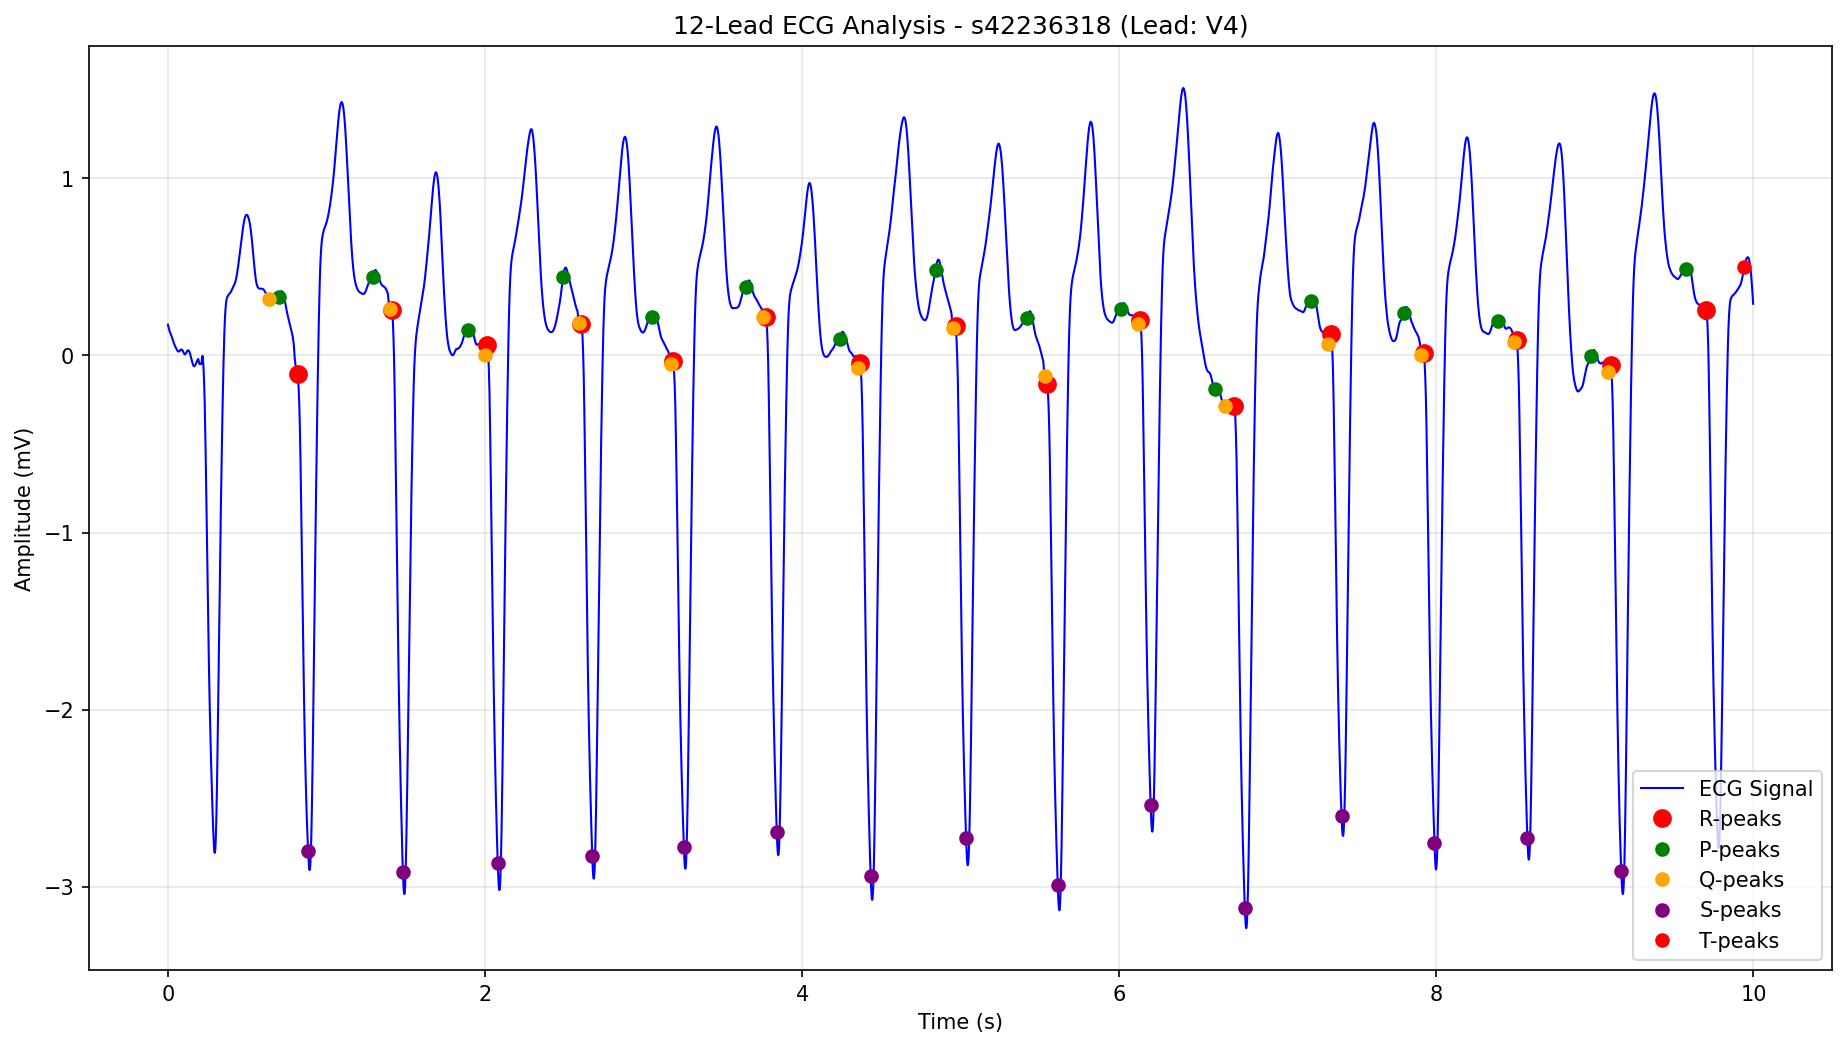 12-Lead ECG Analysis - s42236318 (Lead: V4)
Amplitude (mV)
1
0
−1
−2
−3
0
2
4
6
8
10
Time (s)
ECG Signal
R-peaks
P-peaks
Q-peaks
S-peaks
T-peaks